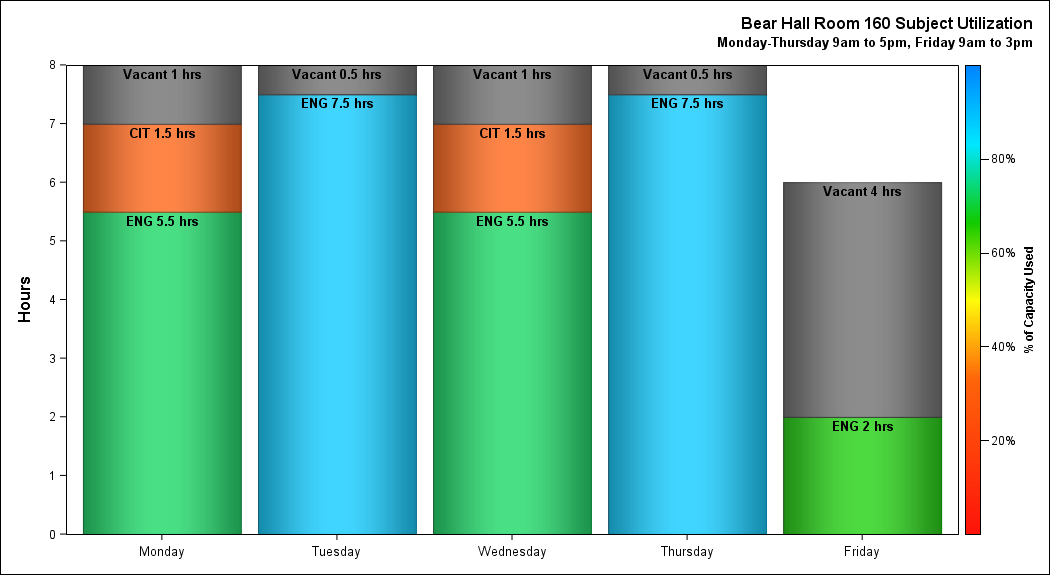 Bear Hall Room 160 Subject Utilization
Monday-Thursday 9am to 5pm, Friday 9am to 3pm
Hours
8
7
6
5
4
3
2
1
0
Vacant 1 hrs
CIT 1.5 hrs
ENG 5.5 hrs
Vacant 0.5 hrs
ENG 7.5 hrs
Vacant 1 hrs
CIT 1.5 hrs
ENG 5.5 hrs
Vacant 0.5 hrs
ENG 7.5 hrs
Vacant 4 hrs
ENG 2 hrs
Monday Tuesday Wednesday Thursday Friday
80%
60%
40%
20%
% of Capacity Used